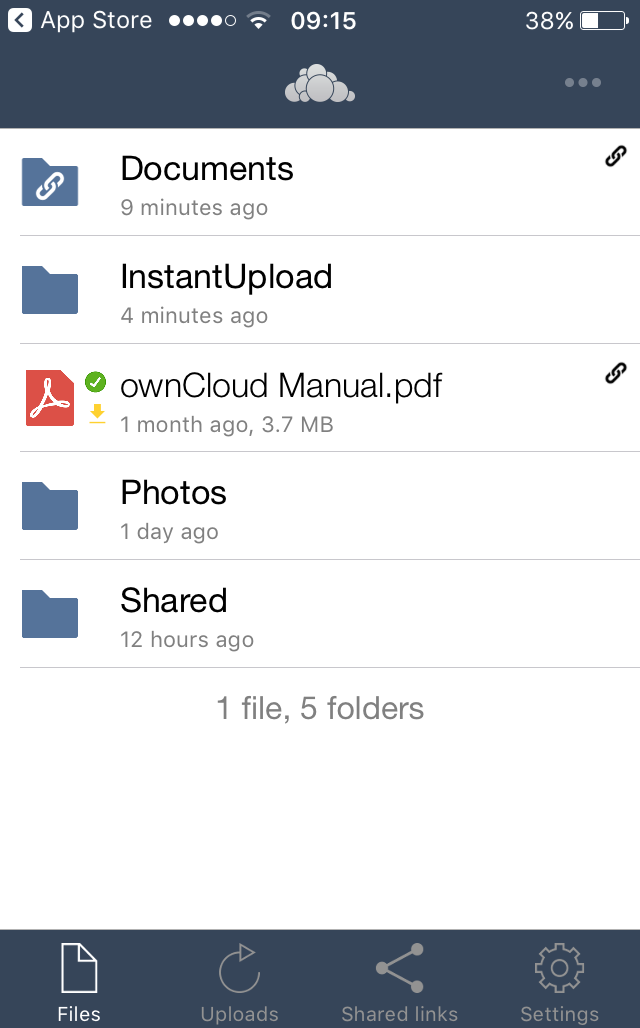 App Store 09:15 38%
Documents
9 minutes ago
InstantUpload
4 minutes ago
ownCloud Manual.pdf
1 month ago, 3.7 MB
Photos
1 day ago
Shared
12 hours ago
1 file, 5 folders
Files Uploads Shared links Settings